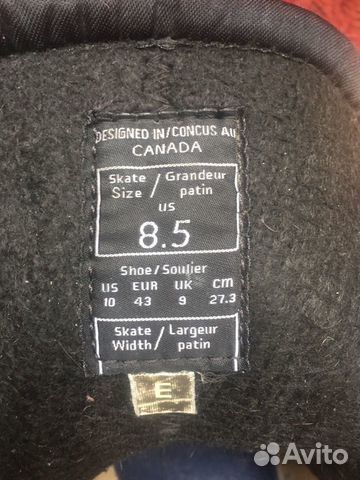 DESIGNED IN/CONCUS AU
CANADA
Skate / Grandeur
Size / patin
US
8.5
Shoe/Soulier
US EUR UK CM
10 43 9 27.3
Skate / Largeur
Width / patin
E
Avito